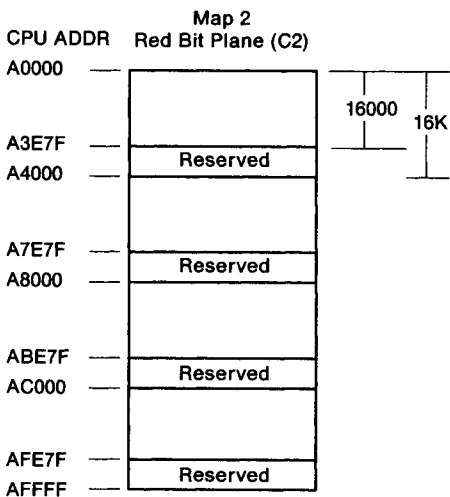 Map 2
CPU ADDR Red Bit Plane (C2)
A0000
16000
16K
A3E7F
Reserved
A4000
A7E7F
Reserved
A8000
ABE7F
Reserved
AC000
AFE7F
Reserved
AFFFF